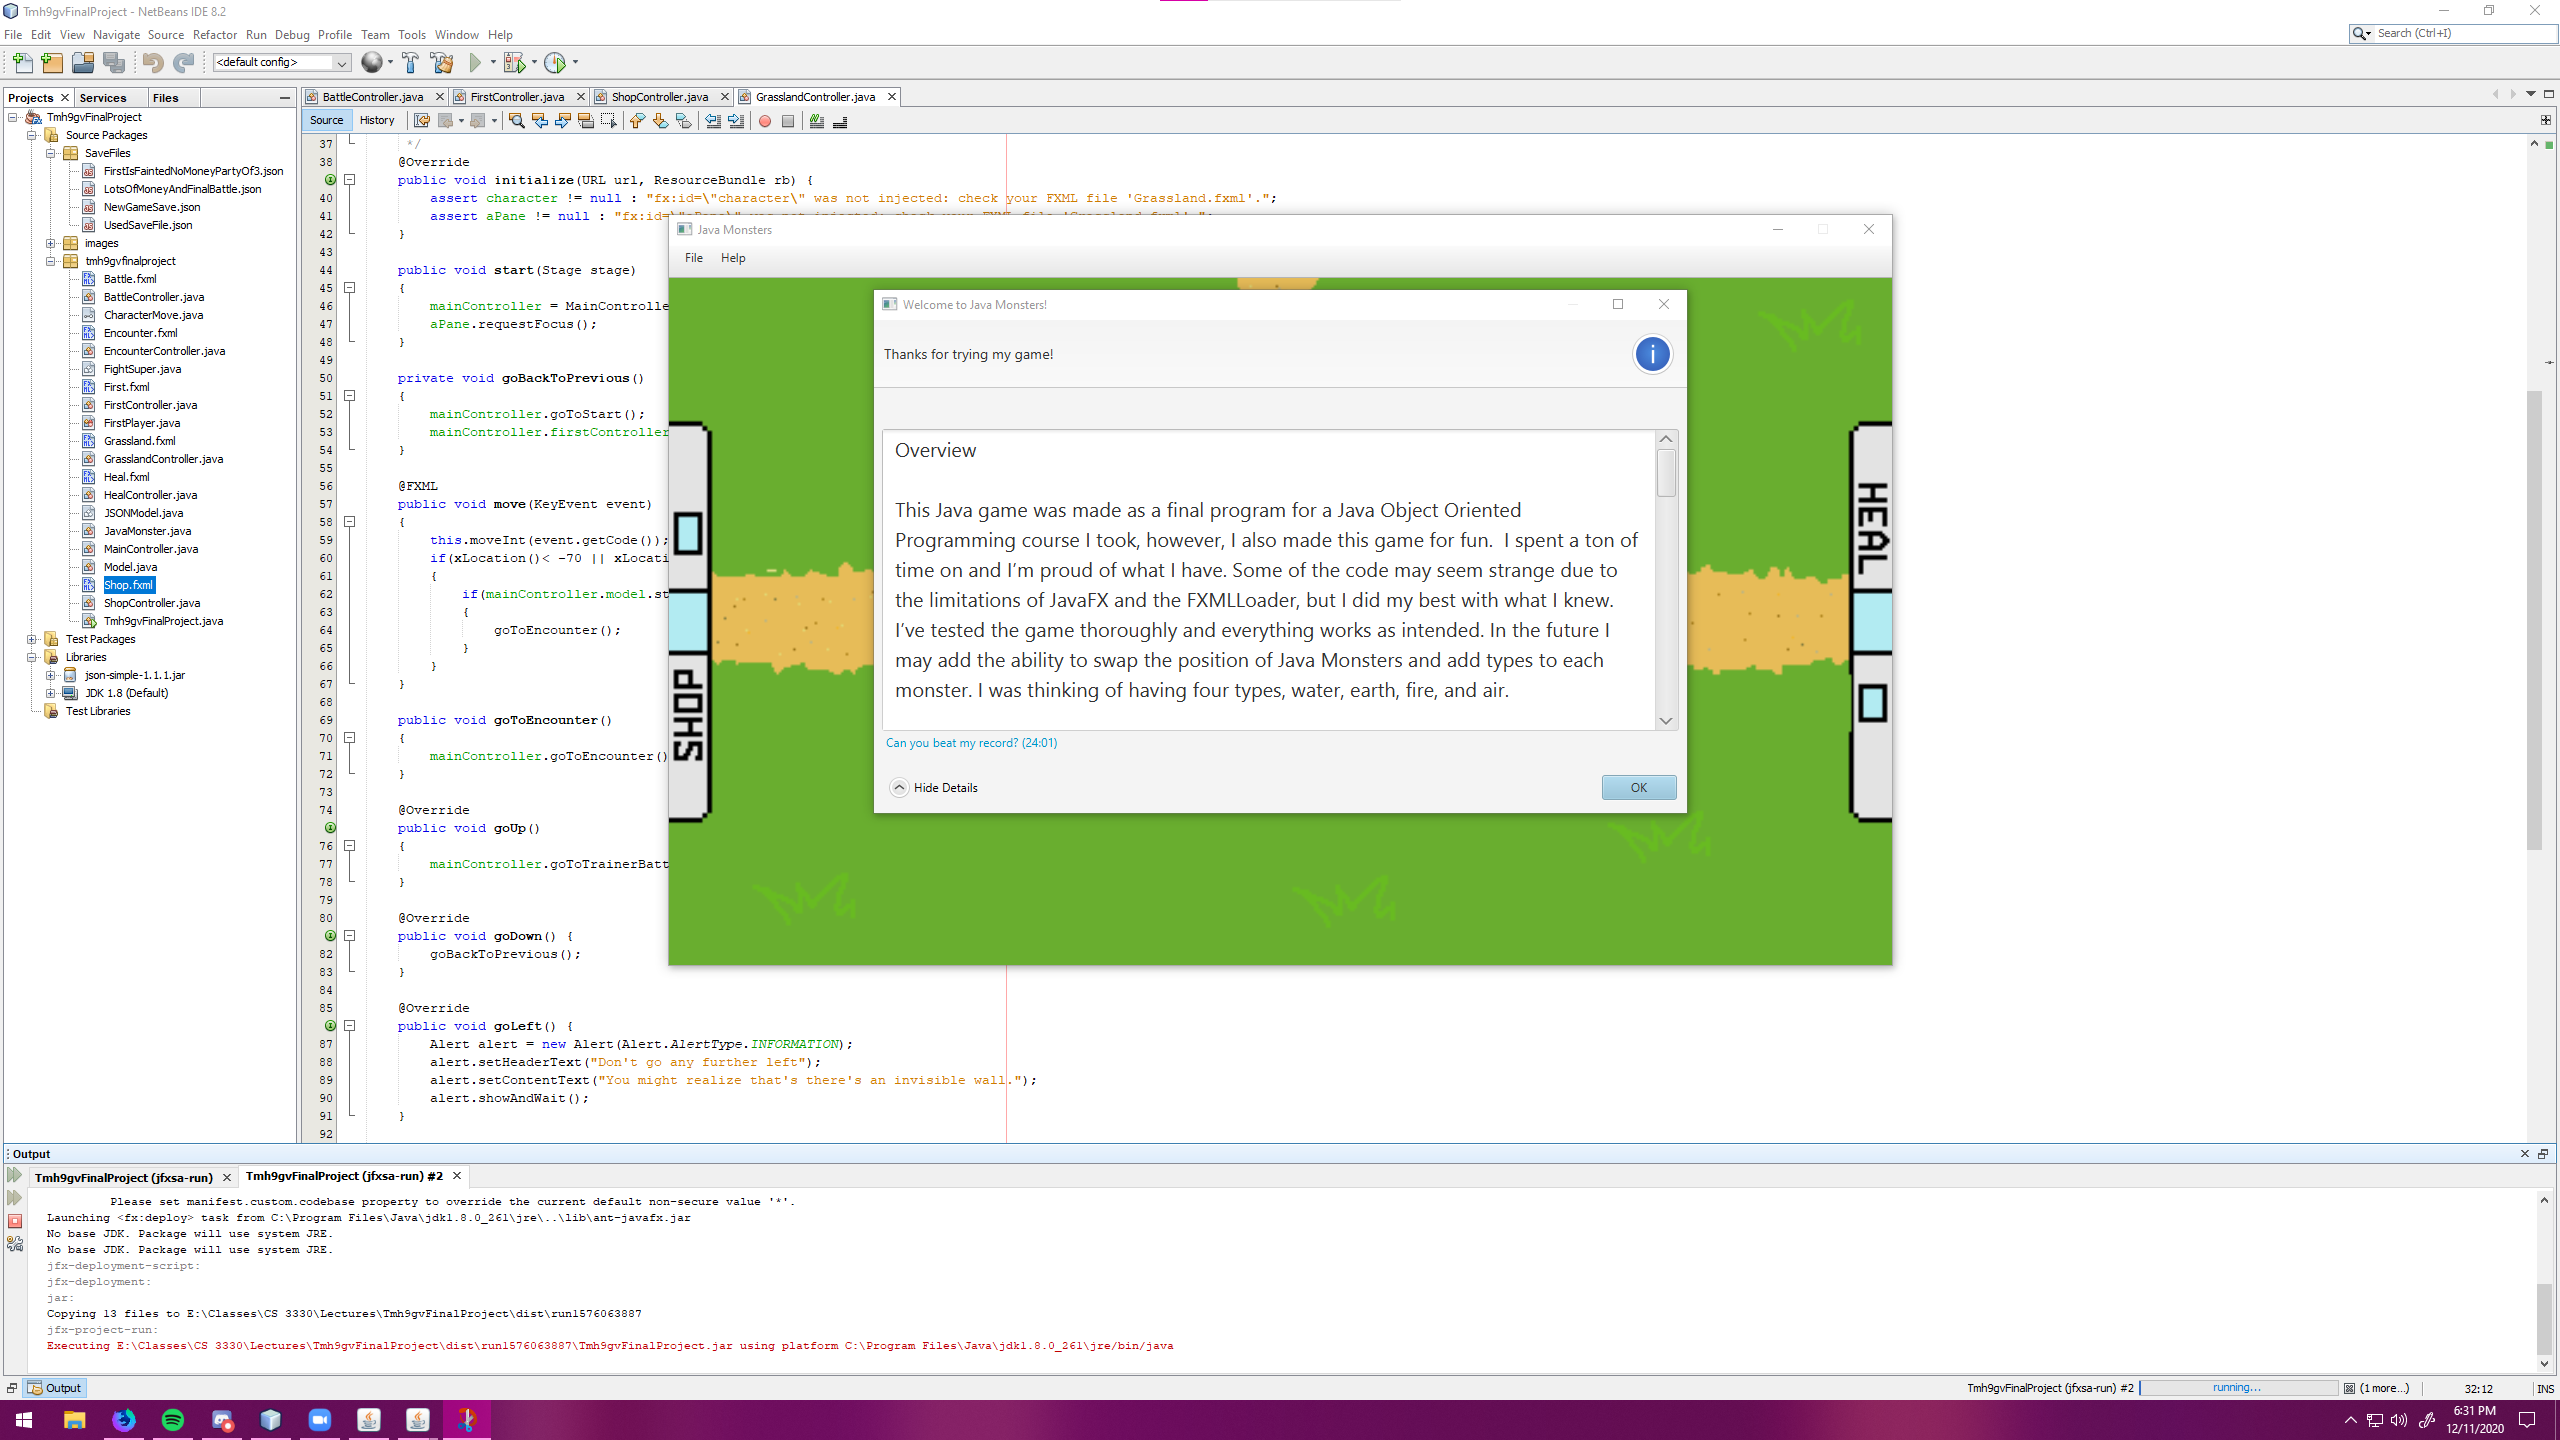 Tmh9gvFinalProject - NetBeans IDE 8.2
File Edit View Navigate Source Refactor Run Debug Profile Team Tools Window Help
Search (Ctrl+I)
<default config>
Projects Services Files
BattleController.java FirstController.java ShopController.java GrasslandController.java
Source History
Tmh9gvFinalProject
Source Packages
SaveFiles
FirstIsFaintedNoMoneyPartyOf3.json
LotsOfMoneyAndFinalBattle.json
NewGameSave.json
UsedSaveFile.json
images
tmh9gvfinalproject
Battle.fxml
BattleController.java
CharacterMove.java
Encounter.fxml
EncounterController.java
FightSuper.java
First.fxml
FirstController.java
FirstPlayer.java
Grassland.fxml
GrasslandController.java
Heal.fxml
HealController.java
JSONModel.java
JavaMonster.java
MainController.java
Model.java
Shop.fxml
ShopController.java
Tmh9gvFinalProject.java
Test Packages
Libraries
json-simple-1.1.1.jar
JDK 1.8 (Default)
Test Libraries
37 */
38 @Override
public void initialize(URL url, ResourceBundle rb) {
40 assert character != null : "fx:id=\"character\" was not injected: check your FXML file 'Grassland.fxml'.";
41 assert aPane != null : "fx:id=\"aPane\" was not injected: check your FXML file 'Grassland.fxml'.";
42 }
43
44 public void start(Stage stage)
45 {
46 mainController = MainControlle
47 aPane.requestFocus();
48 }
49
50 private void goBackToPrevious()
51 {
52 mainController.goToStart();
53 mainController.firstController
54 }
55
56 @FXML
57 public void move(KeyEvent event)
58 {
59 this.moveInt(event.getCode());
60 if(xLocation()< -70 || xLocati
61 {
62 if(mainController.model.st
63 {
64 goToEncounter();
65 }
66 }
67 }
68
69 public void goToEncounter()
70 {
71 mainController.goToEncounter()
72 }
73
74 @Override
public void goUp()
76 {
77 mainController.goToTrainerBatt
78 }
79
80 @Override
public void goDown() {
82 goBackToPrevious();
83 }
84
85 @Override
public void goLeft() {
87 Alert alert = new Alert(Alert.AlertType.INFORMATION);
88 alert.setHeaderText("Don't go any further left");
89 alert.setContentText("You might realize that's there's an invisible wall.");
90 alert.showAndWait();
91 }
92
Java Monsters
File Help
SHOP
HEAL
Welcome to Java Monsters!
Thanks for trying my game!
Overview
This Java game was made as a final program for a Java Object Oriented
Programming course I took, however, I also made this game for fun. I spent a ton of
time on and I'm proud of what I have. Some of the code may seem strange due to
the limitations of JavaFX and the FXMLLoader, but I did my best with what I knew.
I've tested the game thoroughly and everything works as intended. In the future I
may add the ability to swap the position of Java Monsters and add types to each
monster. I was thinking of having four types, water, earth, fire, and air.
Can you beat my record? (24:01)
Hide Details
OK
Output
Tmh9gvFinalProject (jfxsa-run) Tmh9gvFinalProject (jfxsa-run) #2
Please set manifest.custom.codebase property to override the current default non-secure value '*'.
Launching <fx:deploy> task from C:\Program Files\Java\jdk1.8.0_261\jre\..\lib\ant-javafx.jar
No base JDK. Package will use system JRE.
No base JDK. Package will use system JRE.
jfx-deployment-script:
jfx-deployment:
jar:
Copying 13 files to E:\Classes\CS 3330\Lectures\Tmh9gvFinalProject\dist\run1576063887
jfx-project-run:
Executing E:\Classes\CS 3330\Lectures\Tmh9gvFinalProject\dist\run1576063887\Tmh9gvFinalProject.jar using platform C:\Program Files\Java\jdk1.8.0_261\jre/bin/java
Output
Tmh9gvFinalProject (jfxsa-run) #2 running... (1 more...) 32:12 INS
6:31 PM
12/11/2020